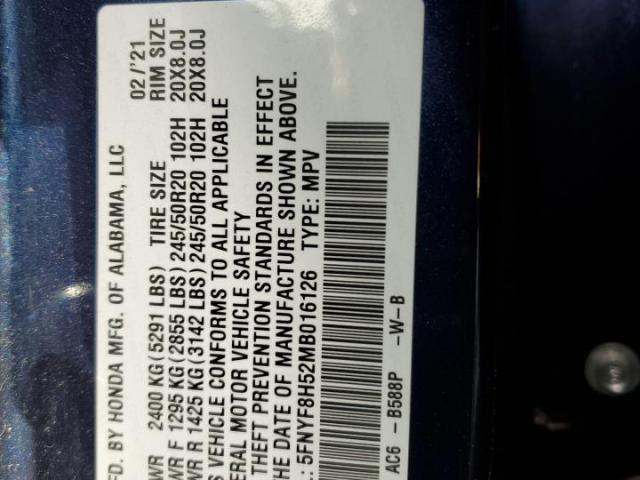 FD. BY HONDA MFG. OF ALABAMA, LLC 02/'21
WR 2400 KG(5291 LBS) TIRE SIZE RIM SIZE
WR F 1295 KG(2855 LBS)245/50R20 102H 20X8.0J
WR R 1425 KG(3142 LBS)245/50R20 102H 20X8.0J
S VEHICLE CONFORMS TO ALL APPLICABLE
ERAL MOTOR VEHICLE SAFETY
THEFT PREVENTION STANDARDS IN EFFECT
HE DATE OF MANUFACTURE SHOWN ABOVE.
.: 5FNYF8H52MB016126 TYPE: MPV
AC6 -B588P -W-B